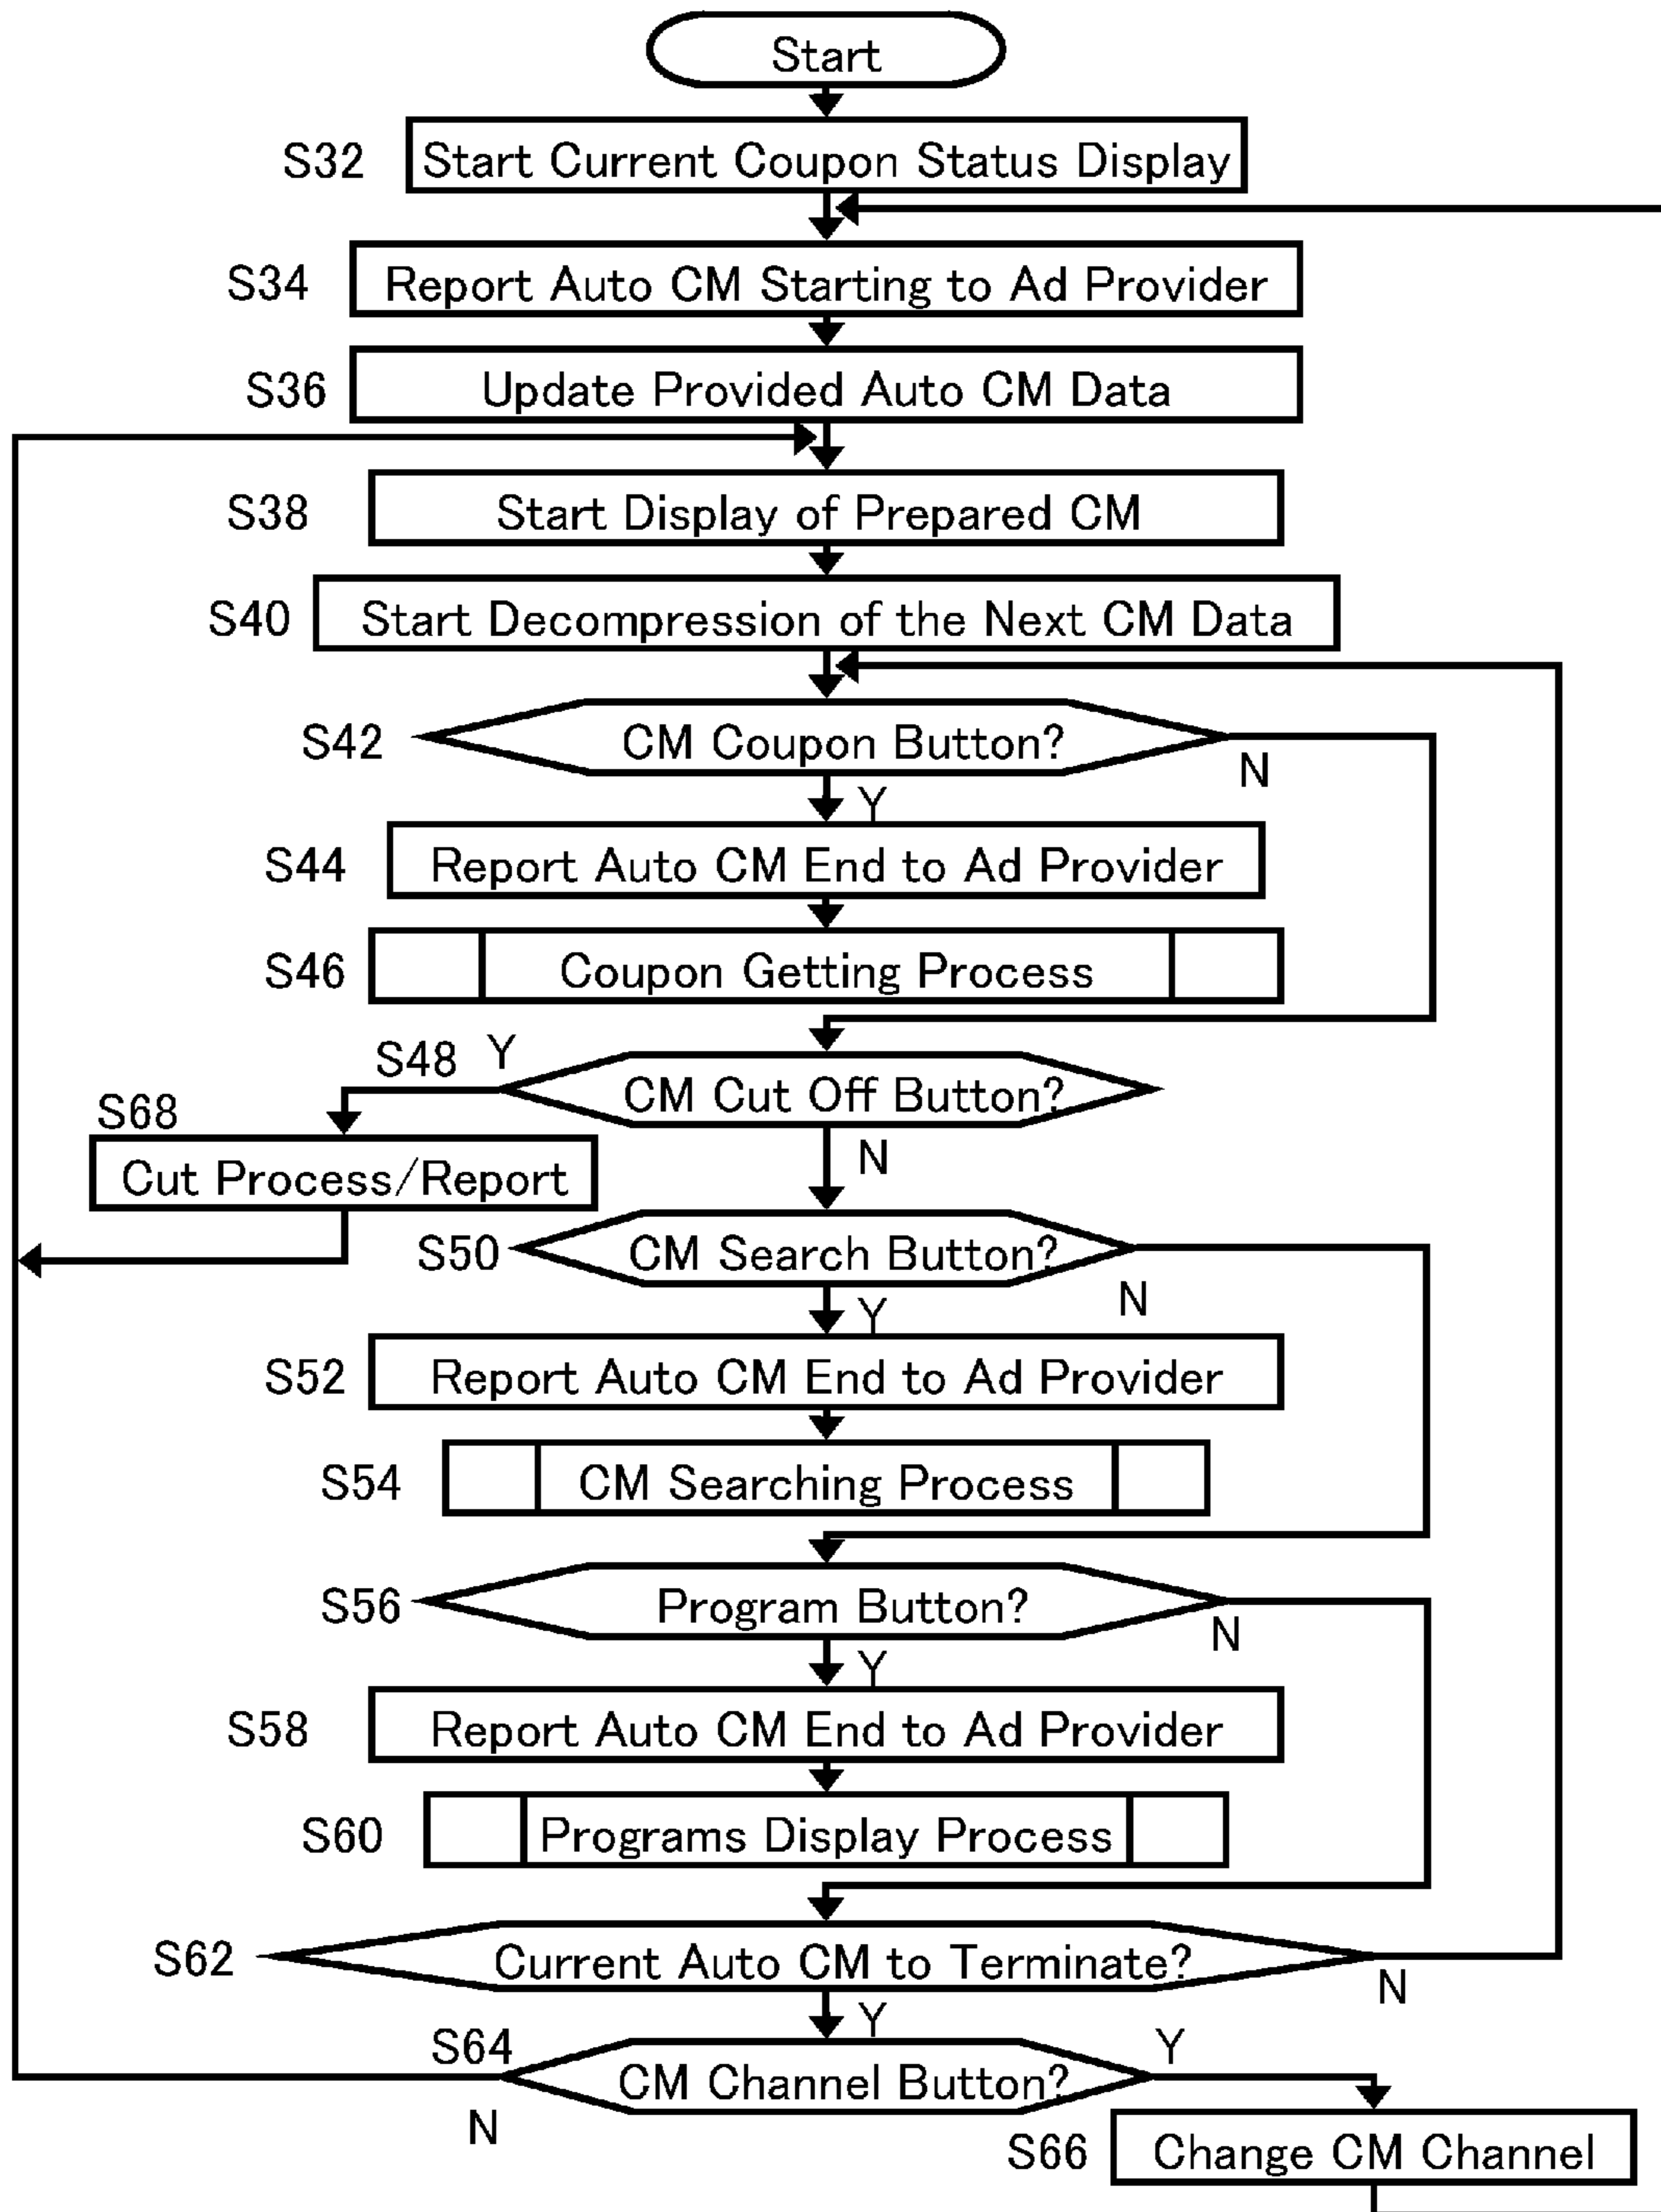 Start
S32 Start Current Coupon Status Display
S34 Report Auto CM Starting to Ad Provider
S36 Update Provided Auto CM Data
S38 Start Display of Prepared CM
S40 Start Decompression of the Next CM Data
S42 CM Coupon Button?
N
Y
S44 Report Auto CM End to Ad Provider
S46 Coupon Getting Process
S48 Y
CM Cut Off Button?
S68
N
Cut Process/Report
S50 CM Search Button?
N
Y
S52 Report Auto CM End to Ad Provider
S54 CM Searching Process
S56 Program Button?
N
Y
S58 Report Auto CM End to Ad Provider
S60 Programs Display Process
S62 Current Auto CM to Terminate?
N
Y
S64 Y
CM Channel Button?
N
S66 Change CM Channel